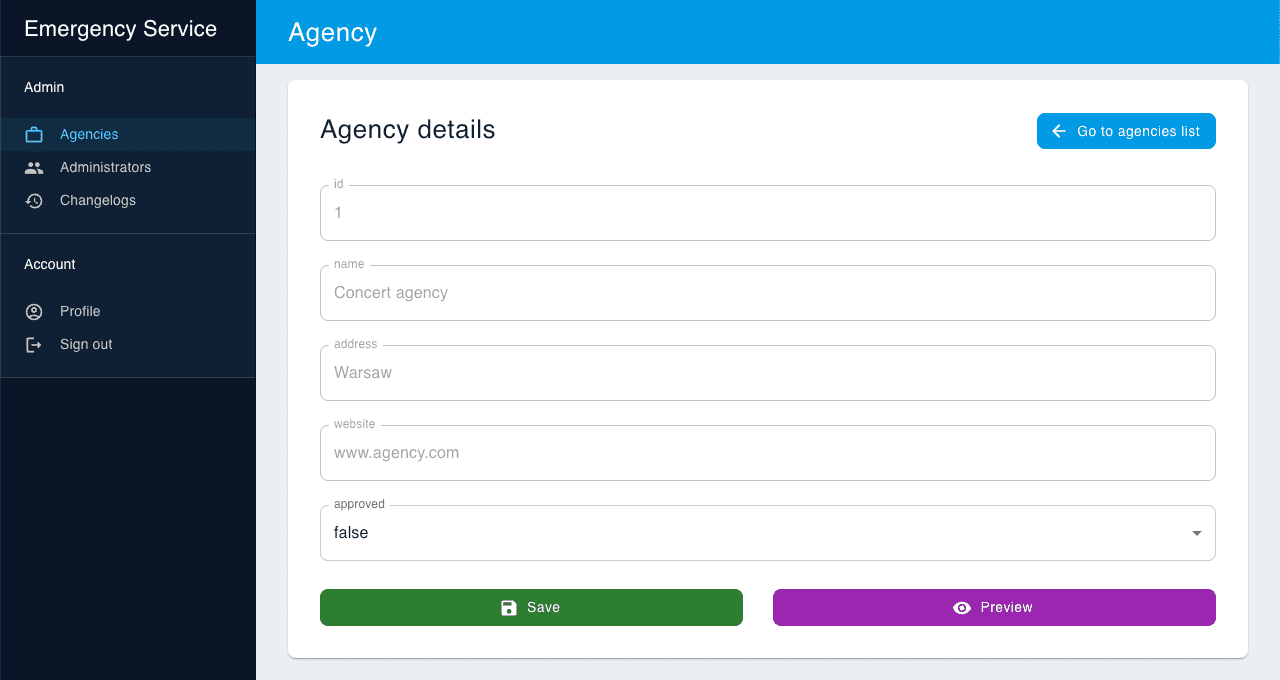 Emergency Service
Admin
Agencies
Administrators
Changelogs
Account
Profile
Sign out
Agency
Agency details
Go to agencies list
id
1
name
Concert agency
address
Warsaw
website
www.agency.com
approved
false
Save
Preview